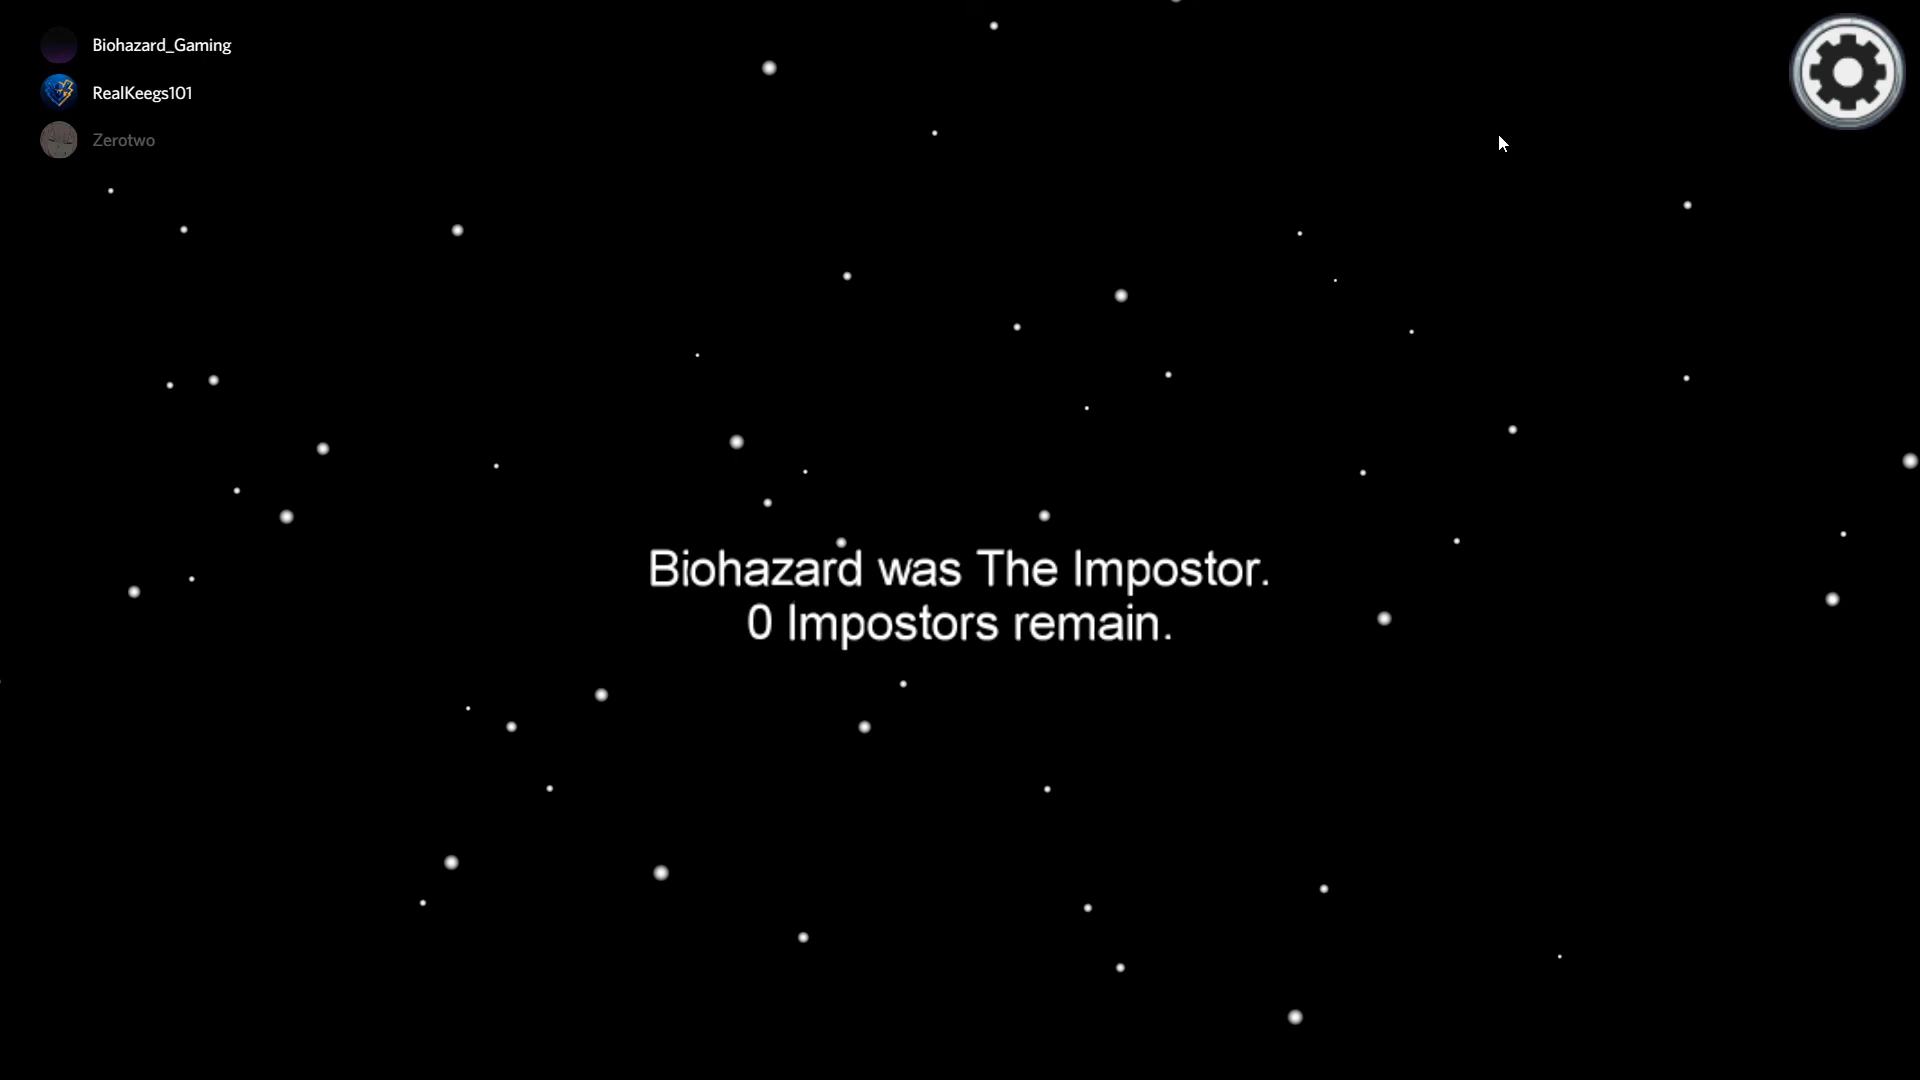 Biohazard_Gaming
RealKeegs101
Zerotwo
Biohazard was The Impostor.
0 Impostors remain.